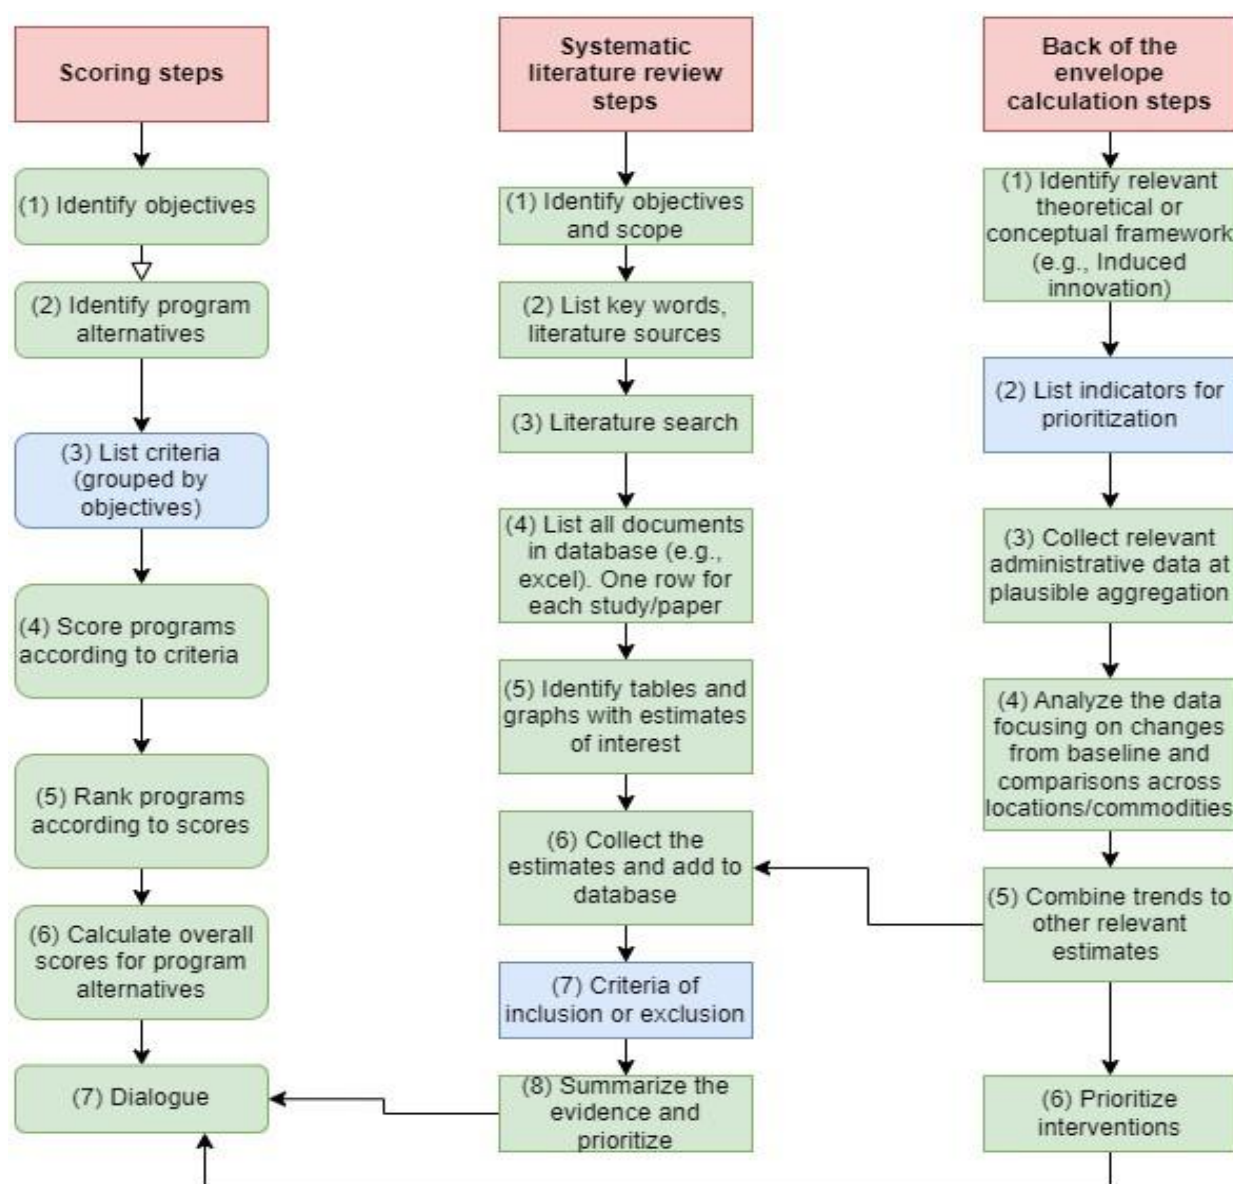 Scoring steps
(1) Identify objectives
(2) Identify program
alternatives
(3) List criteria
(grouped by
objectives)
(4) Score programs
according to criteria
(5) Rank programs
according to scores
(6) Calculate overall
scores for program
alternatives
(7) Dialogue
Systematic
literature review
steps
(1) Identify objectives
and scope
(2) List key words,
literature sources
(3) Literature search
(4) List all documents
in database (e.g.,
excel). One row for
each study/paper
(5) Identify tables and
graphs with estimates
of interest
(6) Collect the
estimates and add to
database
(7) Criteria of
inclusion or exclusion
(8) Summarize the
evidence and
prioritize
Back of the
envelope
calculation steps
(1) Identify relevant
theoretical or
conceptual framework
(e.g., Induced
innovation)
(2) List indicators for
prioritization
(3) Collect relevant
administrative data at
plausible aggregation
(4) Analyze the data
focusing on changes
from baseline and
comparisons across
locations/commodities
(5) Combine trends to
other relevant
estimates
(6) Prioritize
interventions